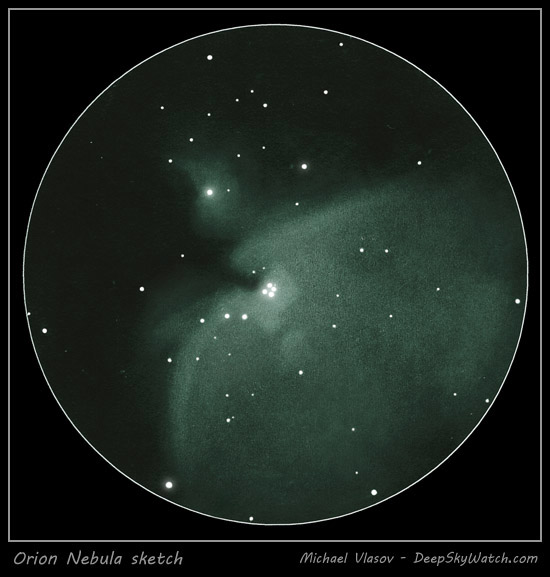 Orion Nebula sketch
Michael Vlasov - DeepSkyWatch.com